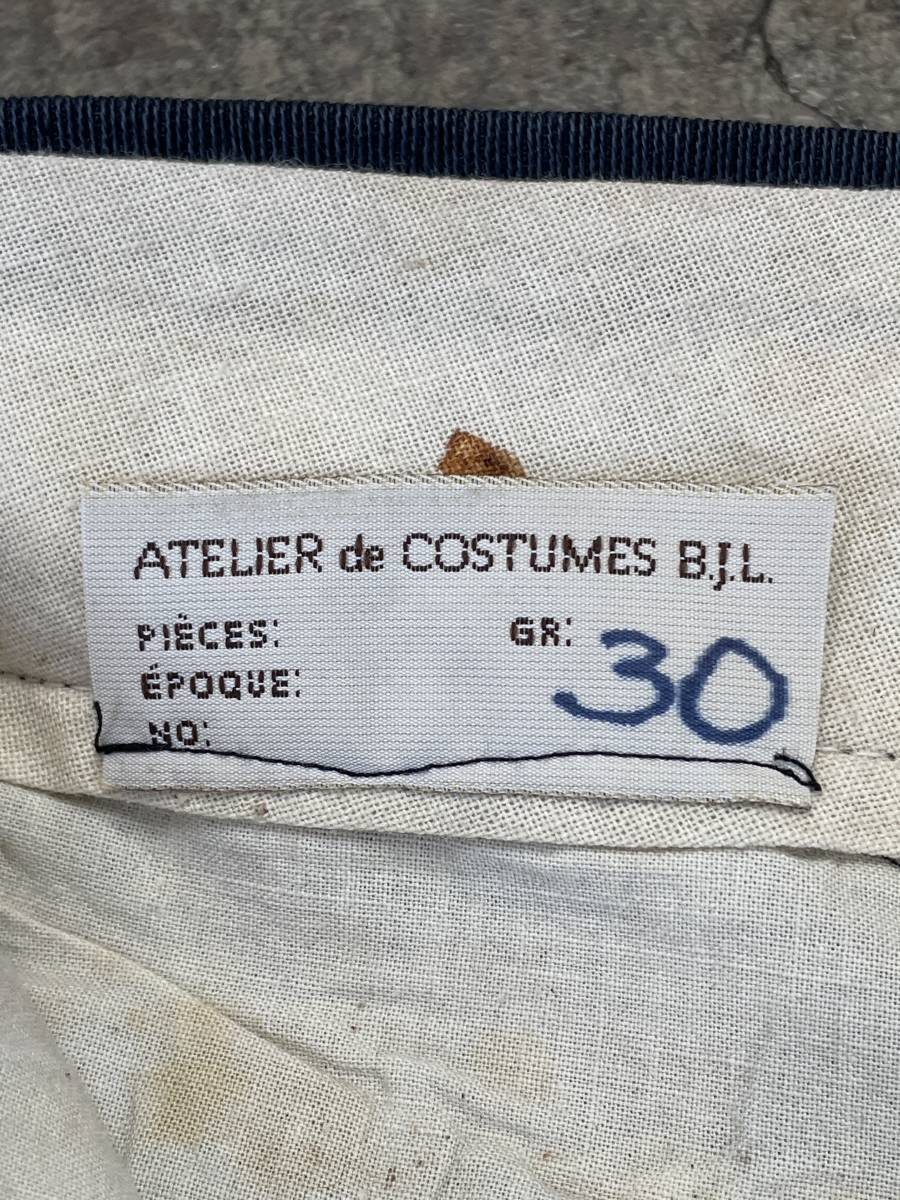 ATELIER de COSTUMES B.J.L.
PIÈCES: GR: 30
ÉPOQUE:
NO: